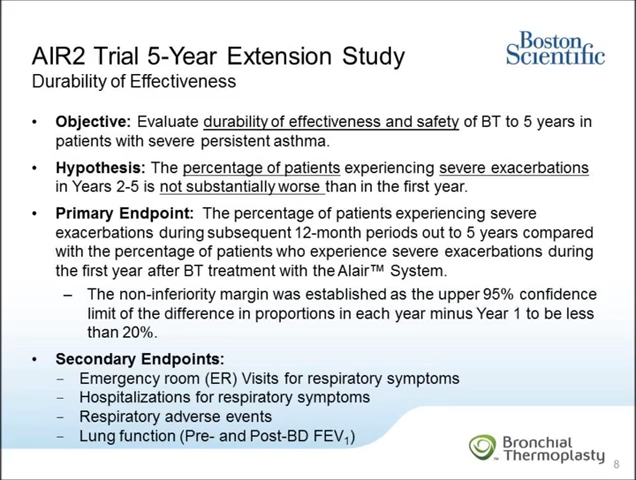 AIR2 Trial 5-Year Extension Study
Durability of Effectiveness
Boston
Scientific
• Objective: Evaluate durability of effectiveness and safety of BT to 5 years in
patients with severe persistent asthma.
• Hypothesis: The percentage of patients experiencing severe exacerbations
in Years 2-5 is not substantially worse than in the first year.
• Primary Endpoint: The percentage of patients experiencing severe
exacerbations during subsequent 12-month periods out to 5 years compared
with the percentage of patients who experience severe exacerbations during
the first year after BT treatment with the Alair™ System.
– The non-inferiority margin was established as the upper 95% confidence
limit of the difference in proportions in each year minus Year 1 to be less
than 20%.
• Secondary Endpoints:
– Emergency room (ER) Visits for respiratory symptoms
– Hospitalizations for respiratory symptoms
– Respiratory adverse events
– Lung function (Pre- and Post-BD FEV₁)
Bronchial
Thermoplasty
8